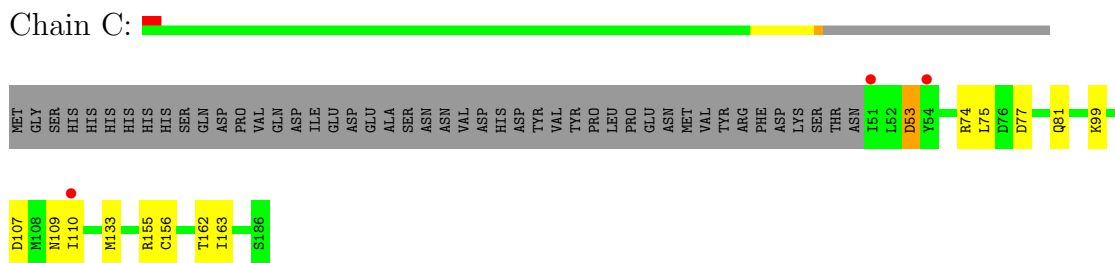 Chain C:
MET GLY SER HIS HIS HIS HIS HIS HIS SER GLN ASP PRO VAL GLN ASP ILE GLU ASP GLU ALA SER ASN ASN VAL ASP HIS ASP TYR VAL TYR PRO LEU PRO GLU ASN MET VAL TYR ARG PHE ASP LYS SER THR ASN I51 L52 D53 Y54 R74 L75 D76 D77 Q81 K99
D107 M108 N109 I110 M133 R155 C156 T162 I163 S186